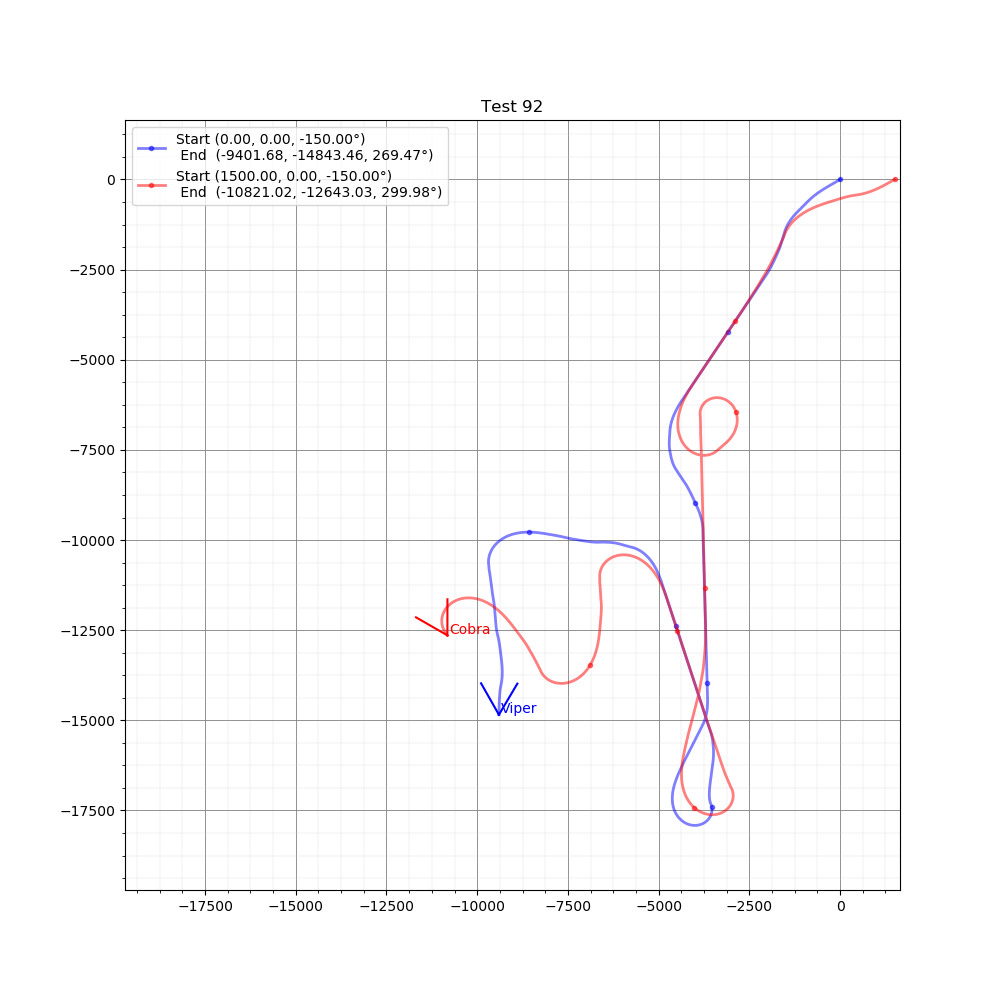 Test 92
Start (0.00, 0.00, -150.00°)
End  (-9401.68, -14843.46, 269.47°)
Start (1500.00, 0.00, -150.00°)
End  (-10821.02, -12643.03, 299.98°)
0
−2500
−5000
−7500
−10000
−12500
−15000
−17500
Cobra
Viper
−17500 −15000 −12500 −10000 −7500 −5000 −2500 0